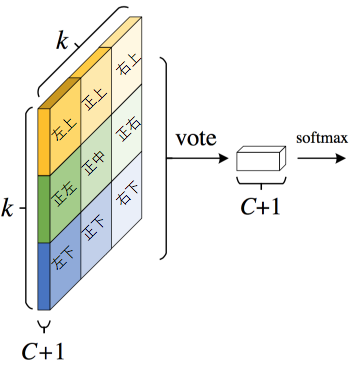 k
左上 正上 右上
k 正左 正中 正右
左下 正下 右下
C+1
vote
C+1
softmax